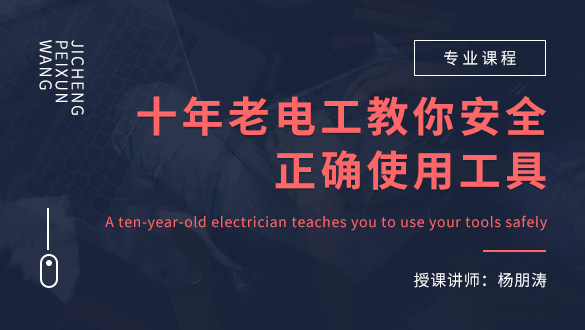 JICHENG
PEIXUN
WANG
专业课程
十年老电工教你安全
正确使用工具
A ten-year-old electrician teaches you to use your tools safely
授课讲师：杨朋涛